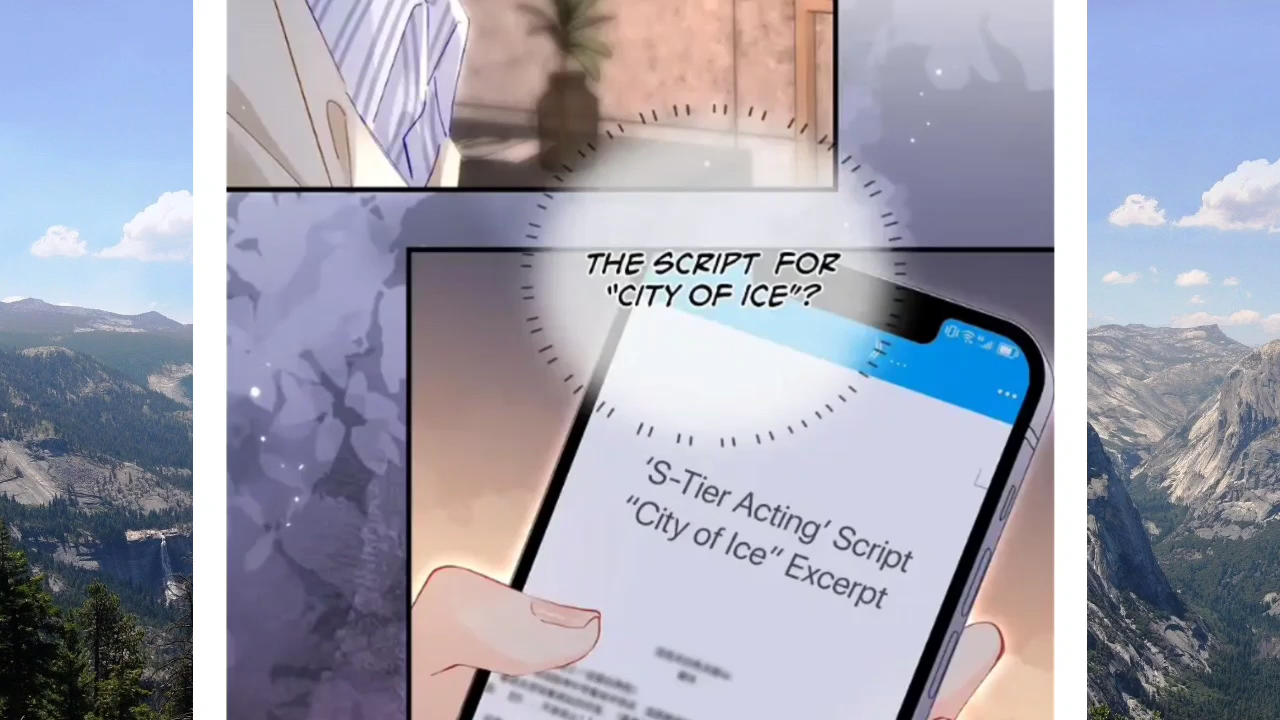 THE SCRIPT FOR
"CITY OF ICE"?
'S-Tier Acting' Script
"City of Ice" Excerpt